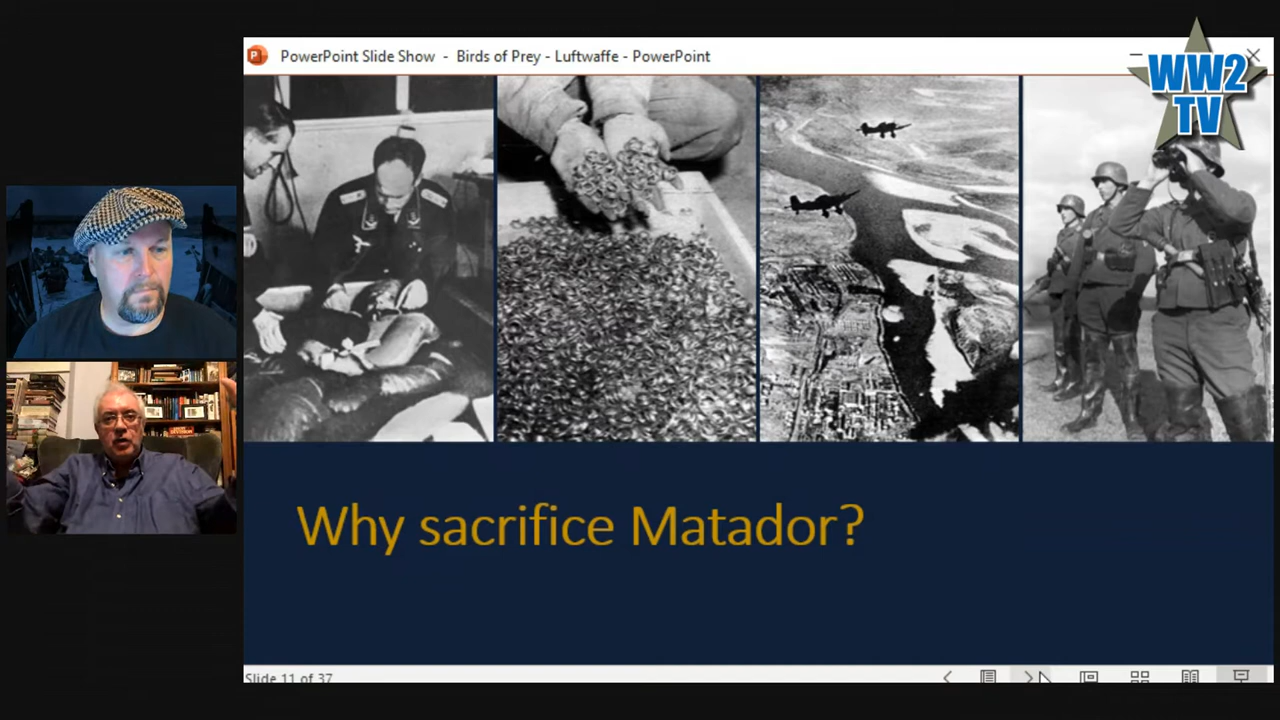 PowerPoint Slide Show - Birds of Prey - Luftwaffe - PowerPoint
WW2
TV
Why sacrifice Matador?
Slide 11 of 37